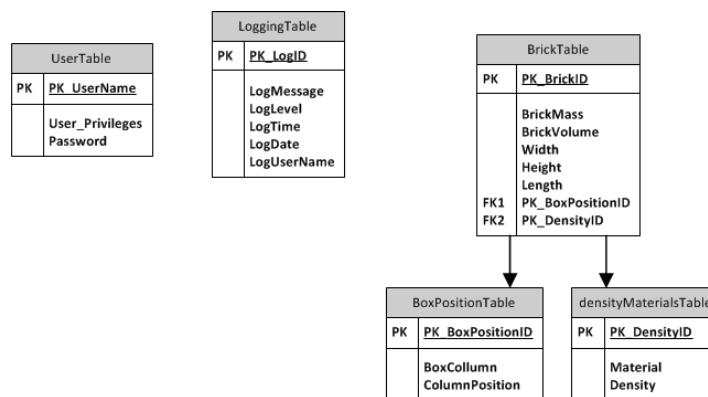 UserTable
PK PK_UserName
User_Privileges
Password
LoggingTable
PK PK_LogID
LogMessage
LogLevel
LogTime
LogDate
LogUserName
BrickTable
PK PK_BrickID
BrickMass
BrickVolume
Width
Height
Length
FK1 PK_BoxPositionID
FK2 PK_DensityID
BoxPositionTable
PK PK_BoxPositionID
BoxCollumn
ColumnPosition
densityMaterialsTable
PK PK_DensityID
Material
Density